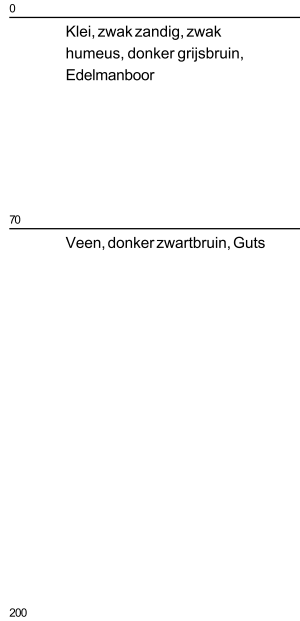 0
Klei, zwak zandig, zwak
humeus, donker grijsbruin,
Edelmanboor
70
Veen, donker zwartbruin, Guts
200